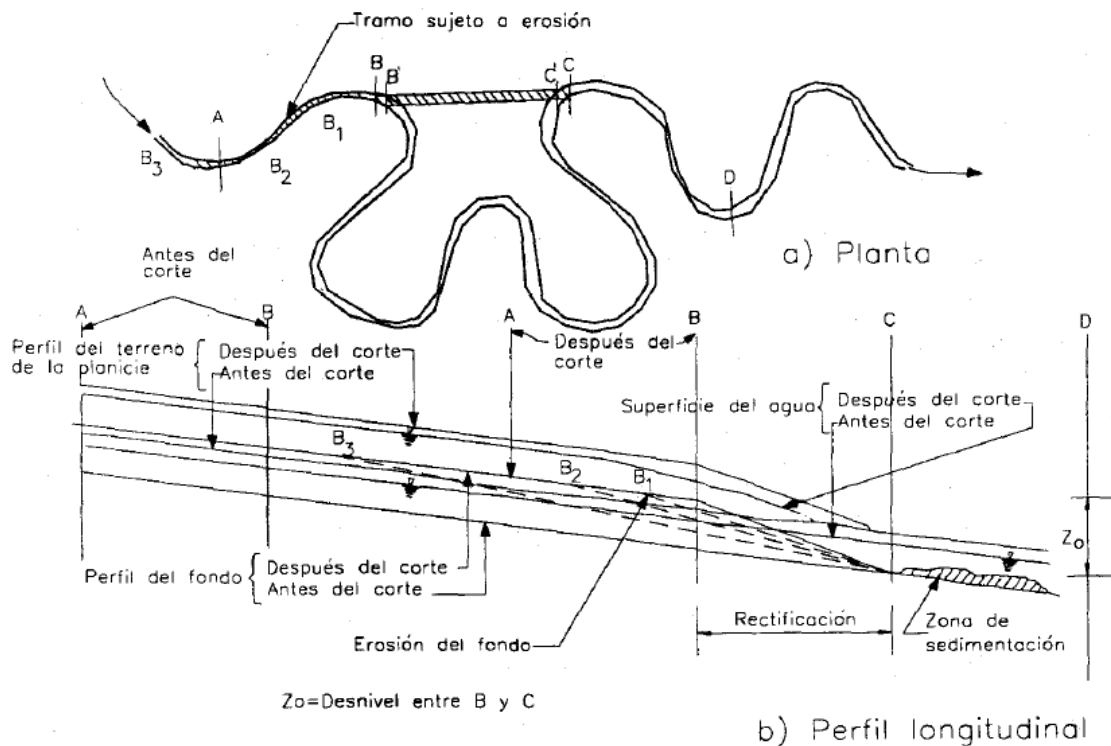 Tramo sujeto a erosión
B
B'
C'
C
A
B1
B3
B2
D
a) Planta
Antes del
corte
A
B
A
B
C
D
Después del
corte
Perfil del terreno
de la planicie
Después del corte
Antes del corte
Superficie del agua
Después del corte
Antes del corte
B3
B2
B1
Zo
Perfil del fondo
Después del corte
Antes del corte
Rectificación
Erosión del fondo
Zona de
sedimentación
Zo=Desnivel entre B y C
b) Perfil longitudinal